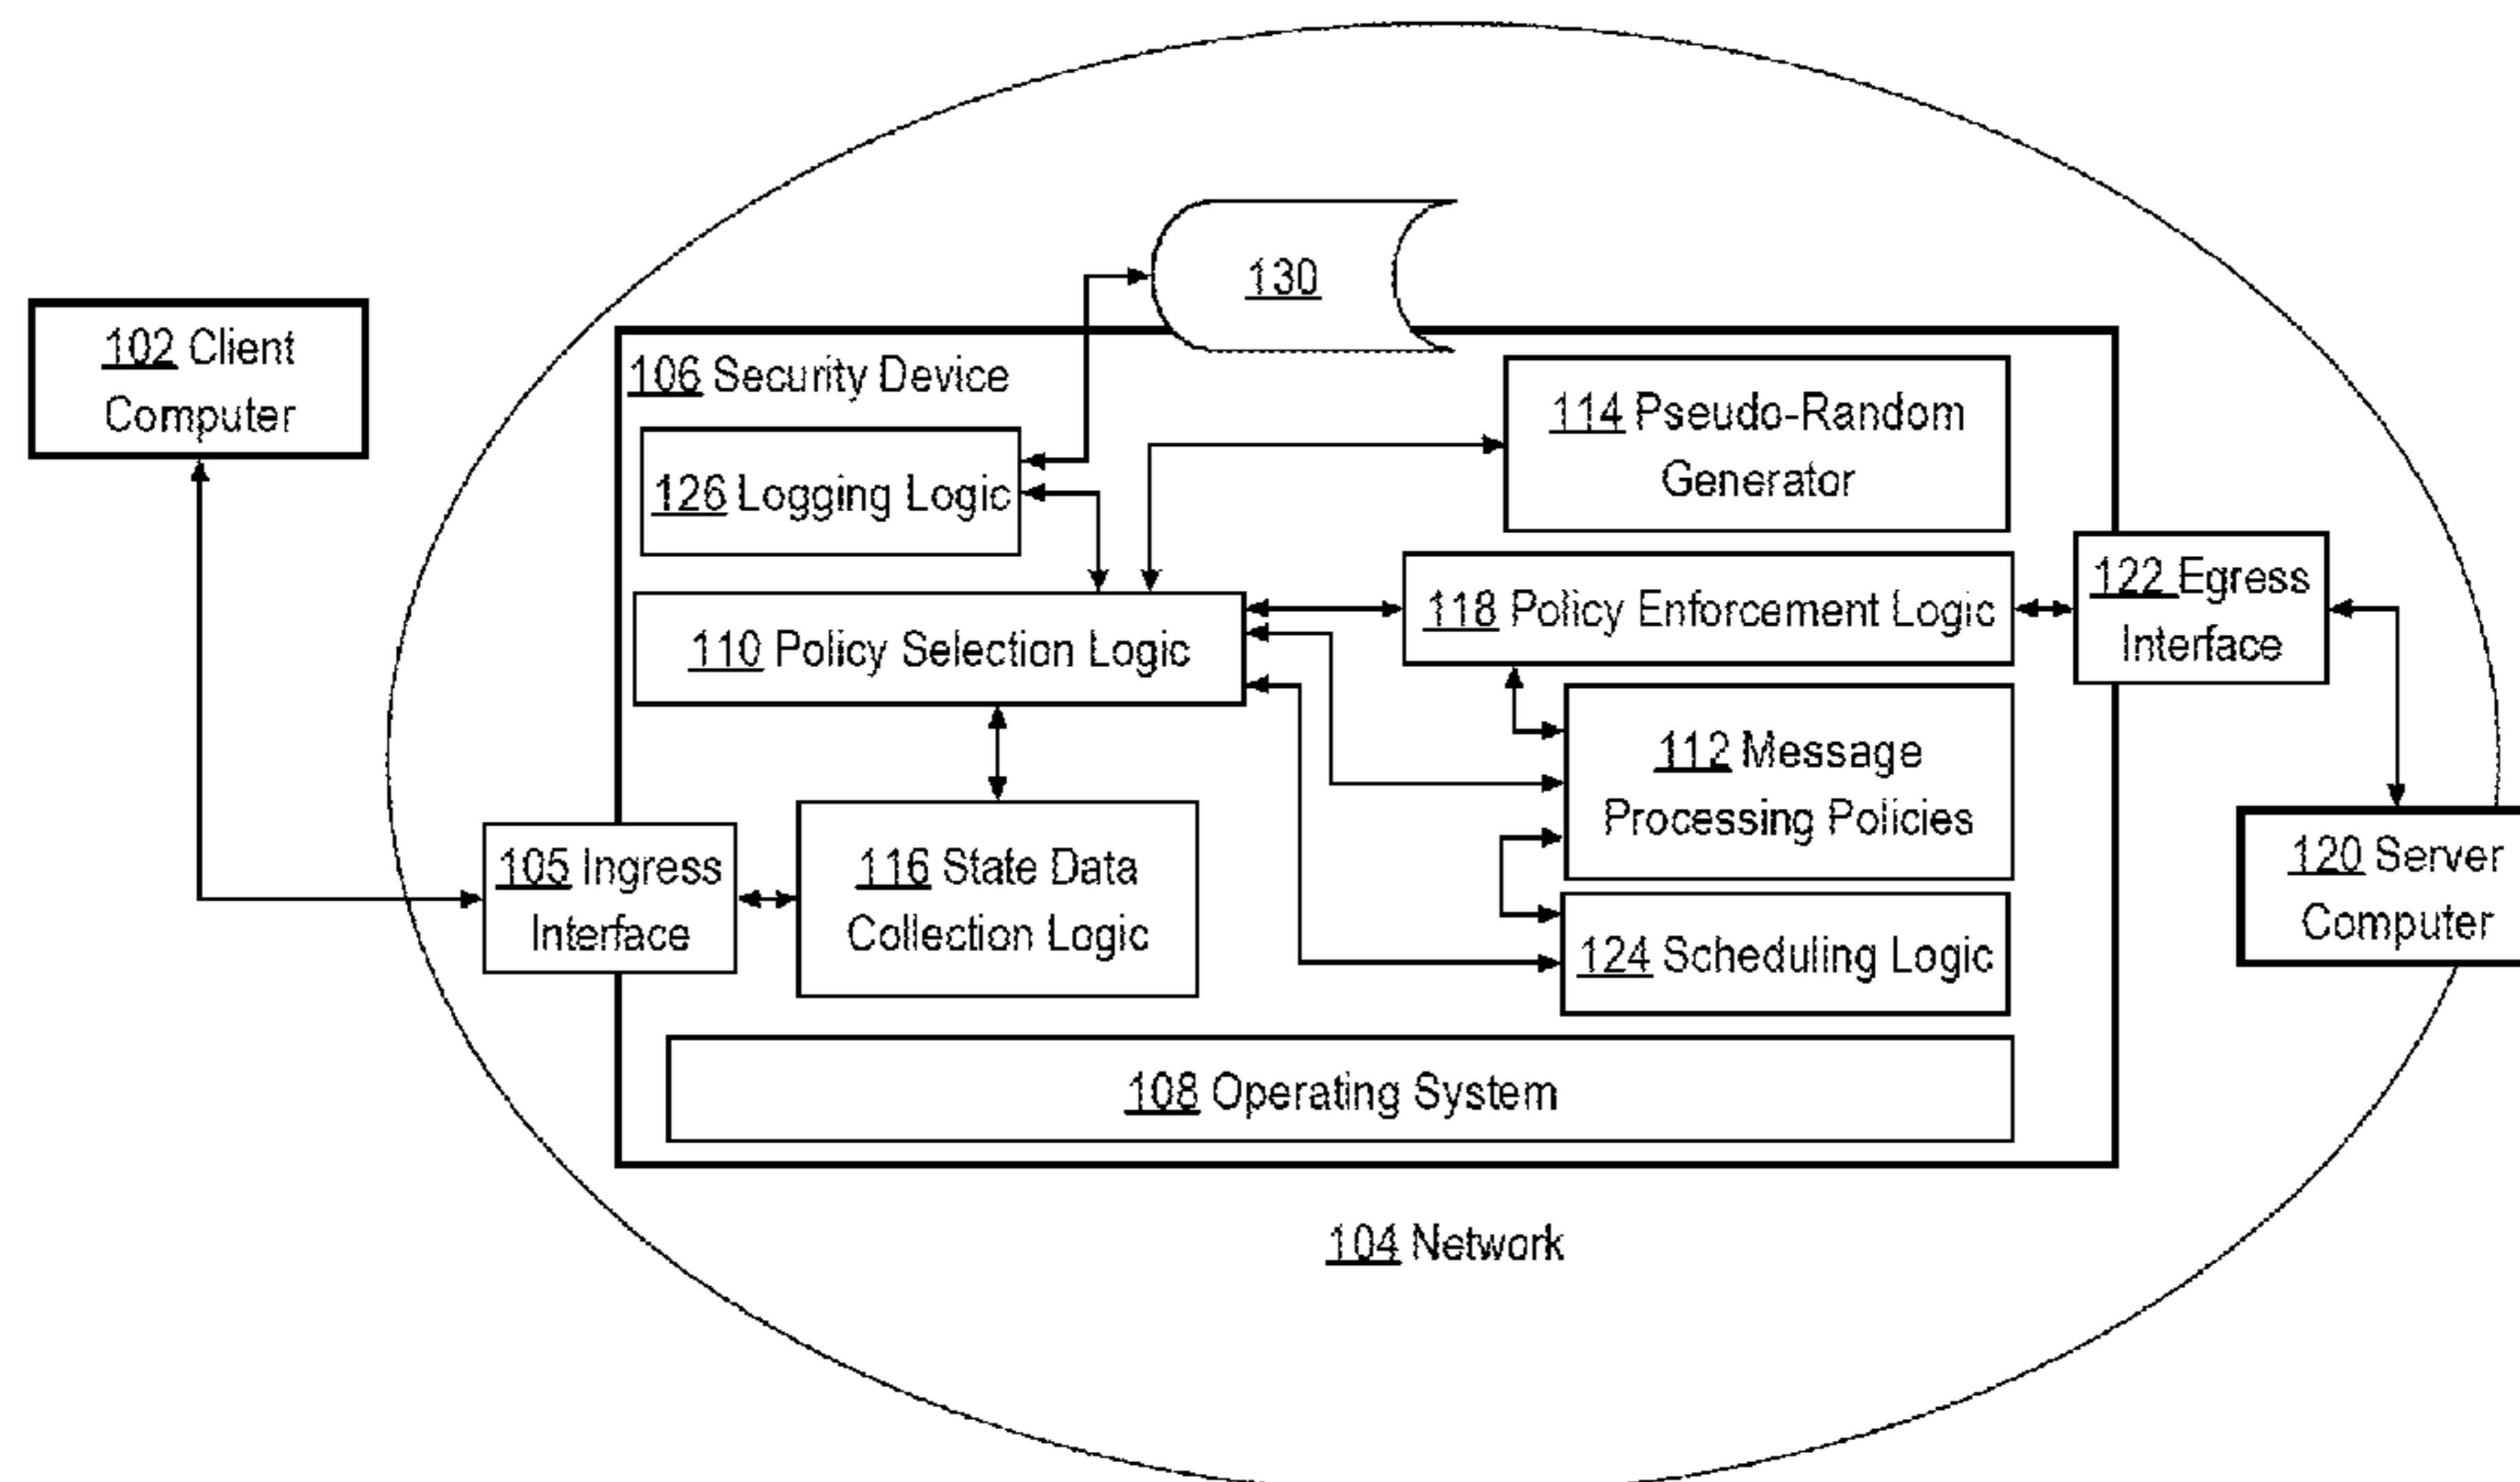 130
102 Client
Computer
106 Security Device
114 Pseudo-Random
Generator
126 Logging Logic
110 Policy Selection Logic
118 Policy Enforcement Logic
122 Egress
Interface
112 Message
Processing Policies
105 Ingress
Interface
116 State Data
Collection Logic
120 Server
Computer
124 Scheduling Logic
108 Operating System
104 Network